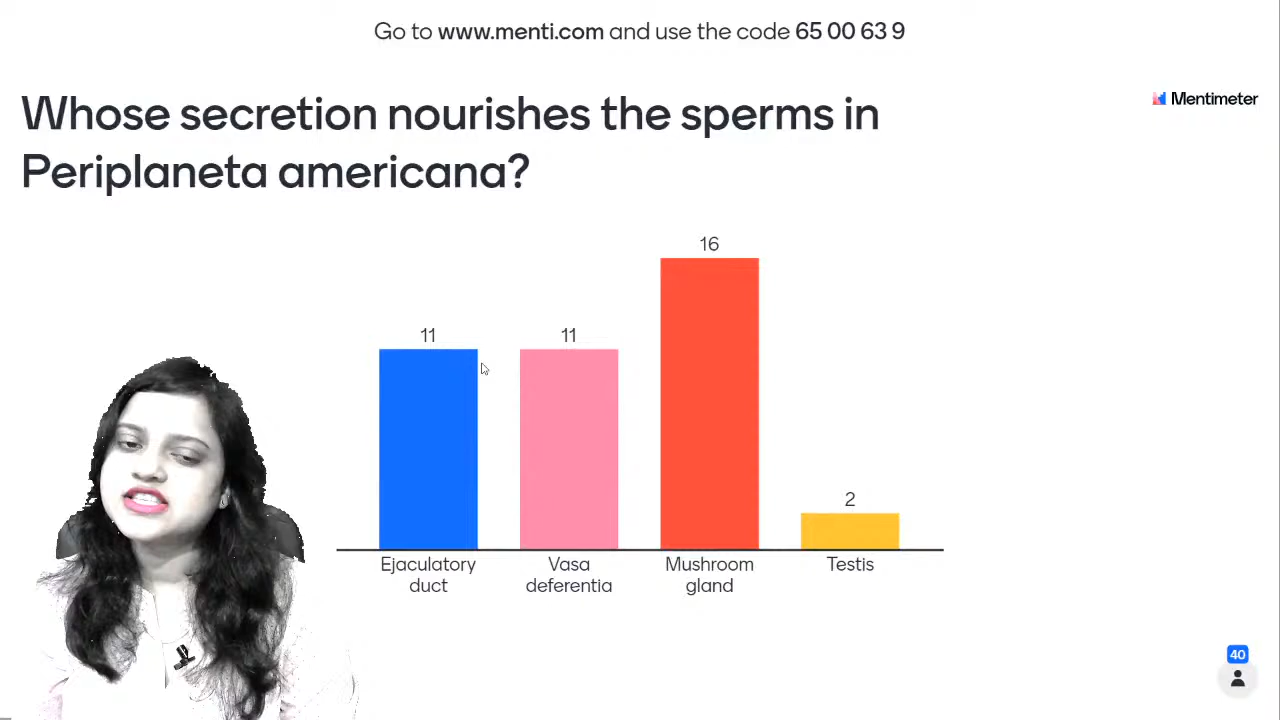 Go to www.menti.com and use the code 65 00 63 9
Mentimeter
Whose secretion nourishes the sperms in
Periplaneta americana?
16
11
11
2
Ejaculatory
duct
Vasa
deferentia
Mushroom
gland
Testis
40